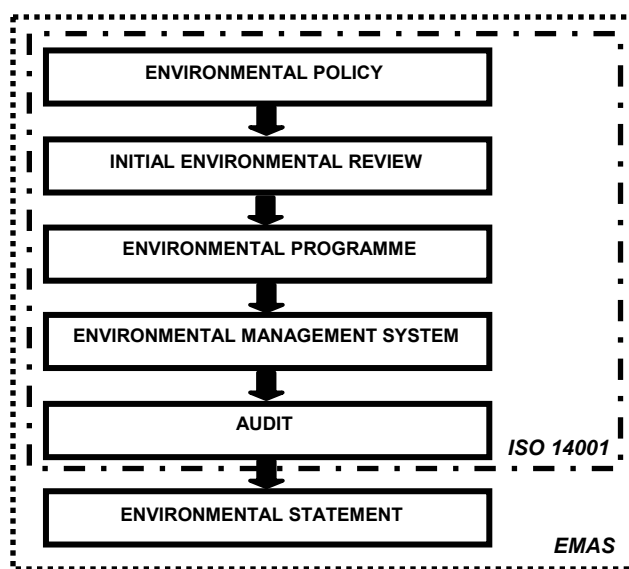 ENVIRONMENTAL POLICY
INITIAL ENVIRONMENTAL REVIEW
ENVIRONMENTAL PROGRAMME
ENVIRONMENTAL MANAGEMENT SYSTEM
AUDIT
ISO 14001
ENVIRONMENTAL STATEMENT
EMAS